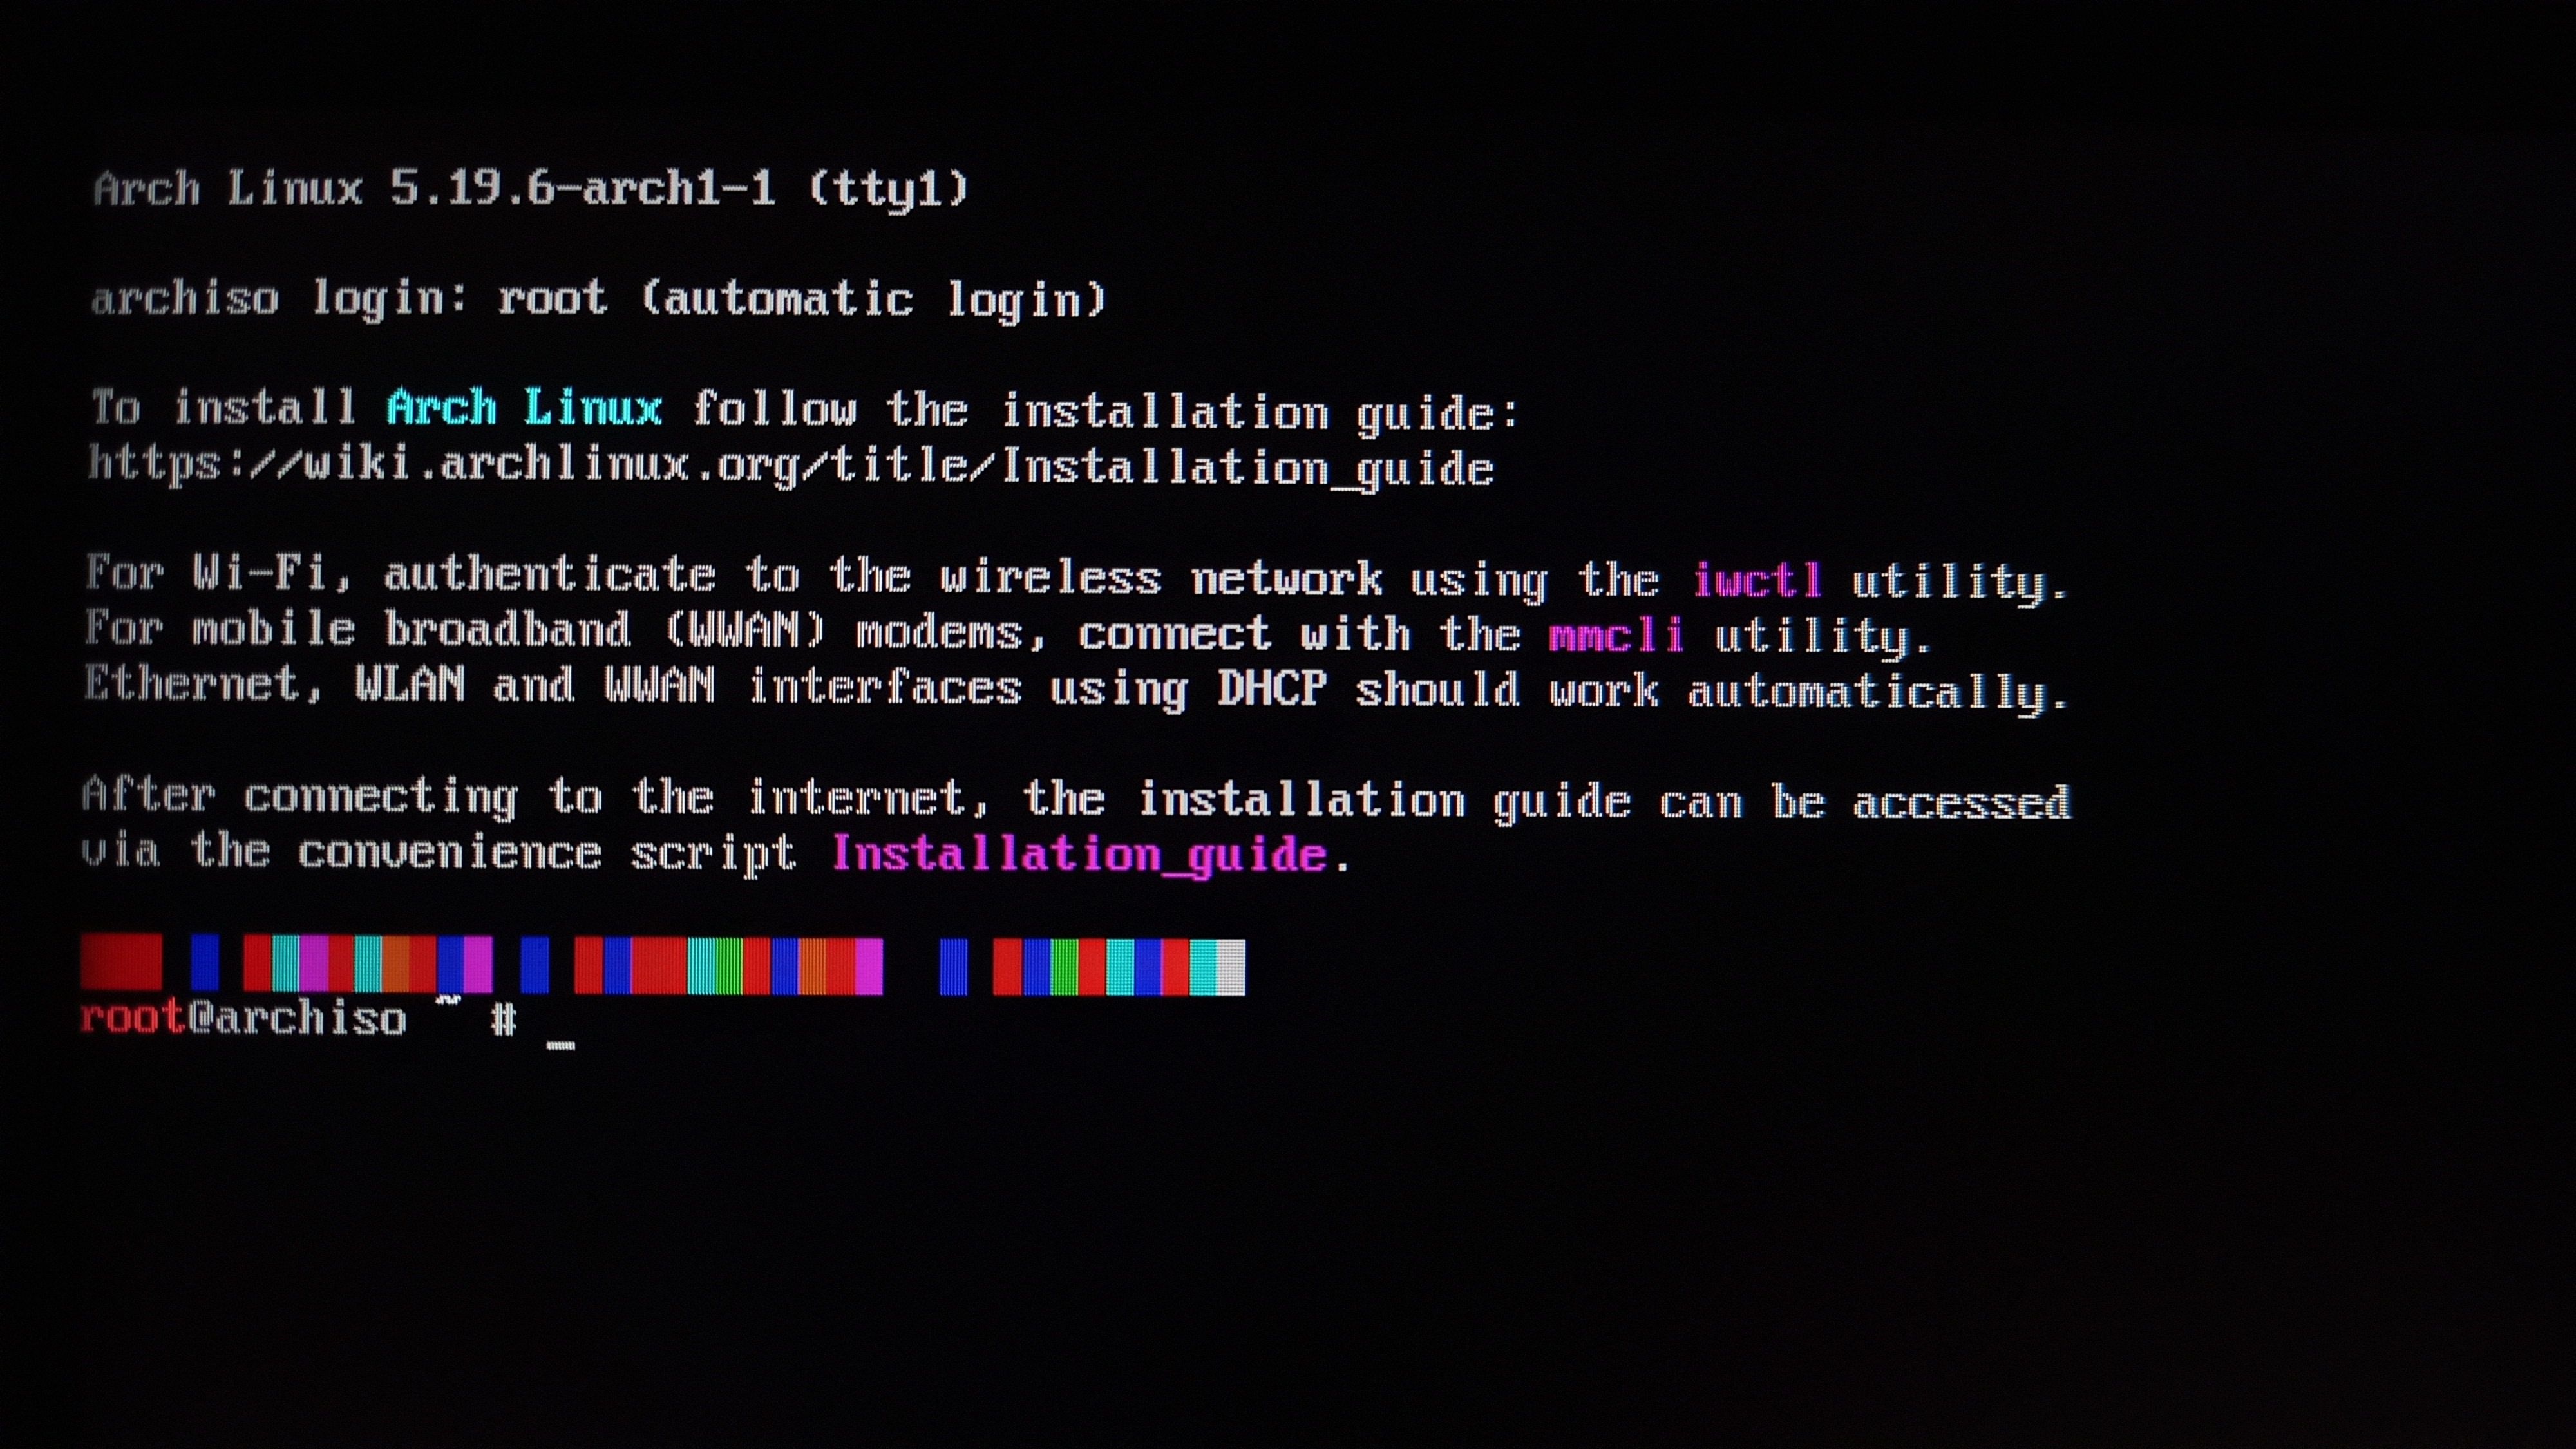 Arch Linux 5.19.6-arch1-1 (tty1)
archiso login: root (automatic login)
To install Arch Linux follow the installation guide:
https://wiki.archlinux.org/title/Installation_guide
For Wi-Fi, authenticate to the wireless network using the iwctl utility.
For mobile broadband (WWAN) modems, connect with the mmcli utility.
Ethernet, WLAN and WWAN interfaces using DHCP should work automatically.
After connecting to the internet, the installation guide can be accessed
via the convenience script Installation_guide.
root@archiso ~ # _